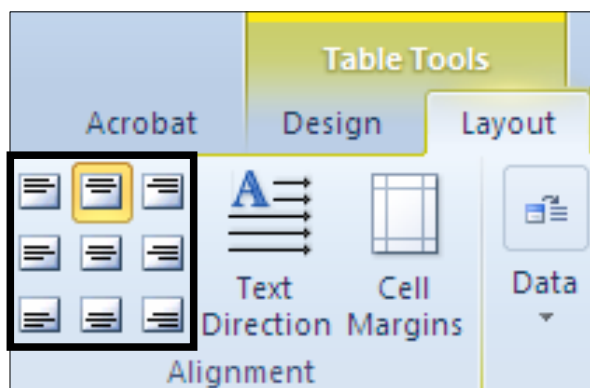 Table Tools
Acrobat Design Layout
A
Text Direction
Cell Margins
Data
Alignment